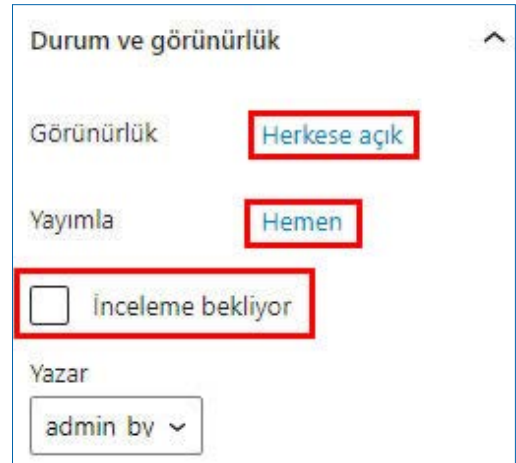 Durum ve görünürlük
Görünürlük Herkese açık
Yayımla Hemen
İnceleme bekliyor
Yazar
admin by